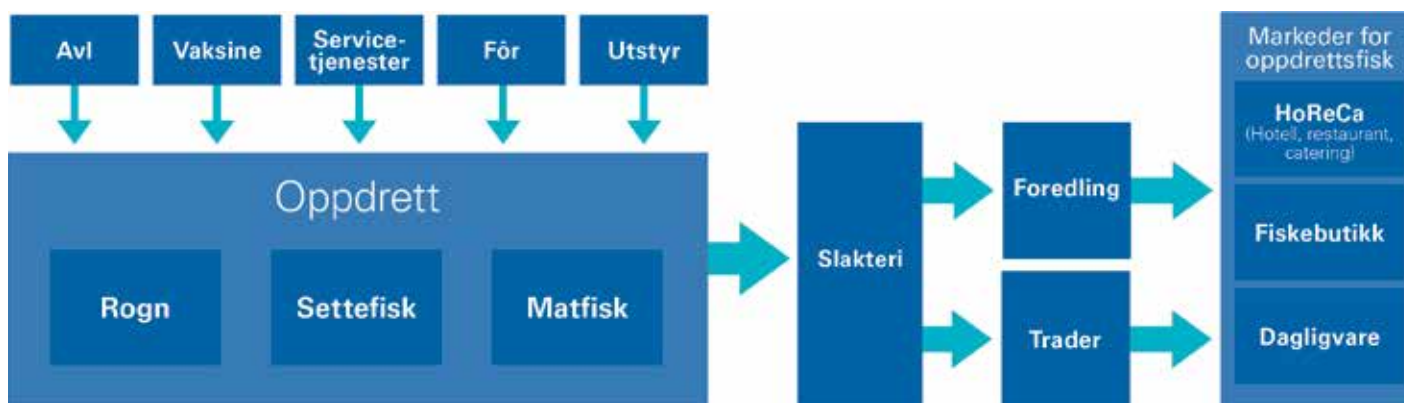 Avl
Vaksine
Service-
tjenester
Fôr
Utstyr
Oppdrett
Rogn
Settefisk
Matfisk
Slakteri
Foredling
Trader
Markeder for
oppdrettsfisk
HoReCa
(Hotell, restaurant,
catering)
Fiskebutikk
Dagligvare